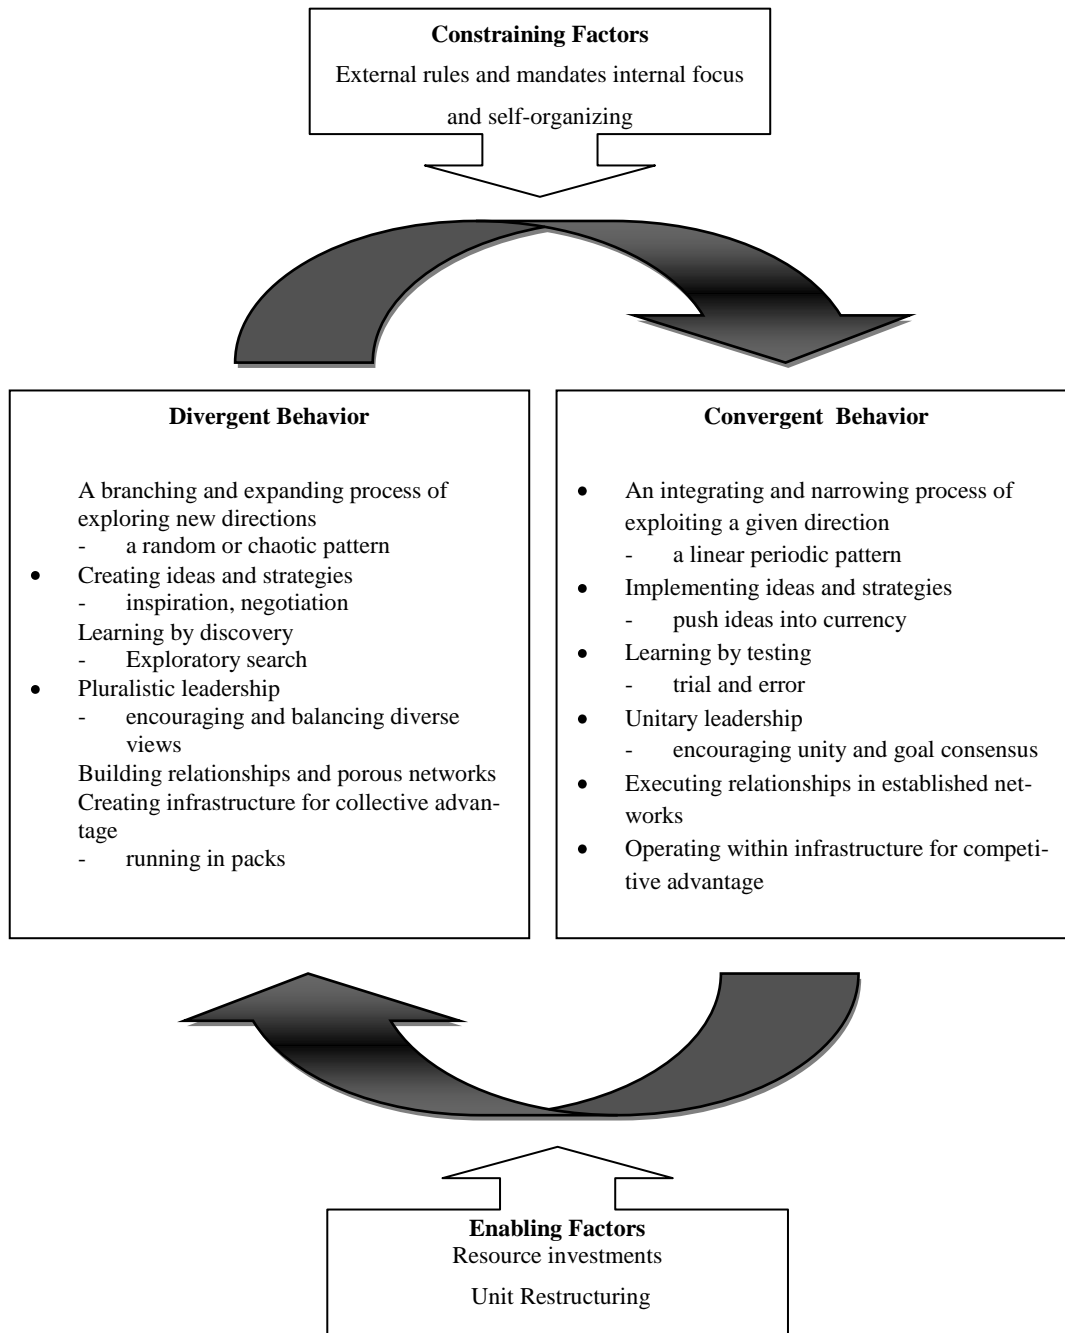 Constraining Factors
External rules and mandates internal focus
and self-organizing
Divergent Behavior
A branching and expanding process of
exploring new directions
- a random or chaotic pattern
• Creating ideas and strategies
- inspiration, negotiation
Learning by discovery
- Exploratory search
• Pluralistic leadership
- encouraging and balancing diverse
views
Building relationships and porous networks
Creating infrastructure for collective advan-
tage
- running in packs
Convergent Behavior
• An integrating and narrowing process of
exploiting a given direction
- a linear periodic pattern
• Implementing ideas and strategies
- push ideas into currency
• Learning by testing
- trial and error
• Unitary leadership
- encouraging unity and goal consensus
• Executing relationships in established net-
works
• Operating within infrastructure for competi-
tive advantage
Enabling Factors
Resource investments
Unit Restructuring